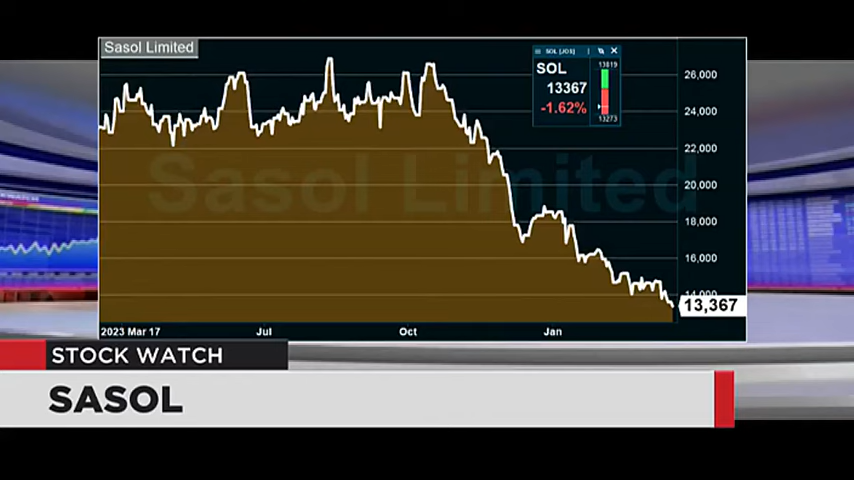 Sasol Limited
SOL [JO1]
SOL
13367
-1.62%
13819
13273
Sasol Limited
26,000
24,000
22,000
20,000
18,000
16,000
14,000
13,367
2023 Mar 17
Jul
Oct
Jan
STOCK WATCH
SASOL